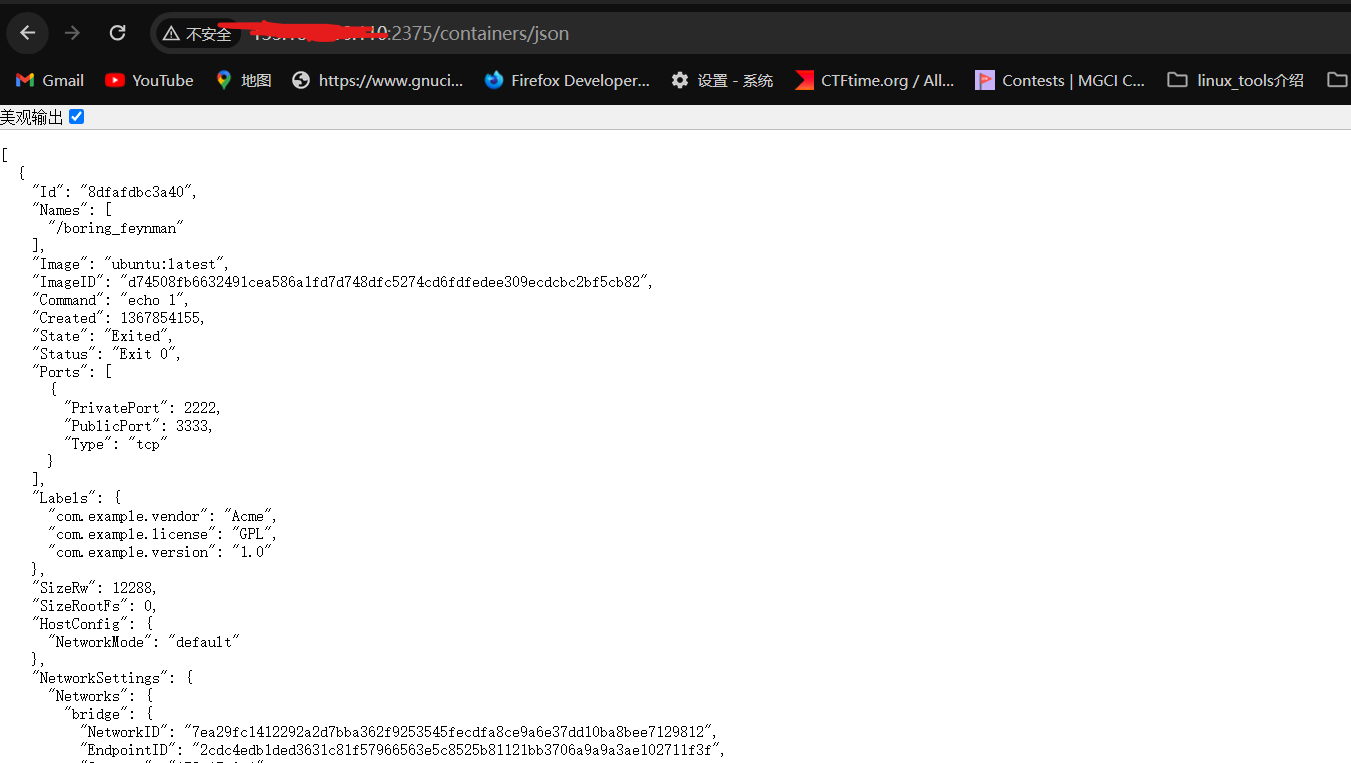 不安全 :2375/containers/json
Gmail YouTube 地图 https://www.gnuci... Firefox Developer... 设置 - 系统 CTFtime.org / All... Contests | MGCI C... linux_tools介绍
美观输出
[
  {
    "Id": "8dfafdbc3a40",
    "Names": [
      "/boring_feynman"
    ],
    "Image": "ubuntu:latest",
    "ImageID": "d74508fb6632491cea586a1fd7d748dfc5274cd6fdfedee309ecdcbc2bf5cb82",
    "Command": "echo 1",
    "Created": 1367854155,
    "State": "Exited",
    "Status": "Exit 0",
    "Ports": [
      {
        "PrivatePort": 2222,
        "PublicPort": 3333,
        "Type": "tcp"
      }
    ],
    "Labels": {
      "com.example.vendor": "Acme",
      "com.example.license": "GPL",
      "com.example.version": "1.0"
    },
    "SizeRw": 12288,
    "SizeRootFs": 0,
    "HostConfig": {
      "NetworkMode": "default"
    },
    "NetworkSettings": {
      "Networks": {
        "bridge": {
          "NetworkID": "7ea29fc1412292a2d7bba362f9253545fecdfa8ce9a6e37dd10ba8bee7129812",
          "EndpointID": "2cdc4edb1ded3631c81f57966563e5c8525b81121bb3706a9a9a3ae102711f3f",